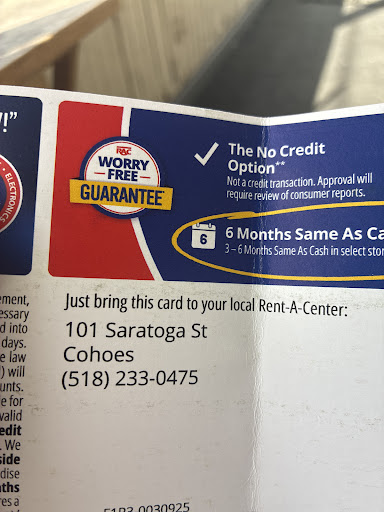 y!"
ELECTRONICS
RAC
WORRY
FREE
GUARANTEE
The No Credit
Option**
Not a credit transaction. Approval will
require review of consumer reports.
6
6 Months Same As Ca
3 – 6 Months Same As Cash in select stor
ement,
essary
d into
days.
e law
) will
unts.
e for
valid
edit
. We
side
dise
ths
res a
Just bring this card to your local Rent-A-Center:
101 Saratoga St
Cohoes
(518) 233-0475